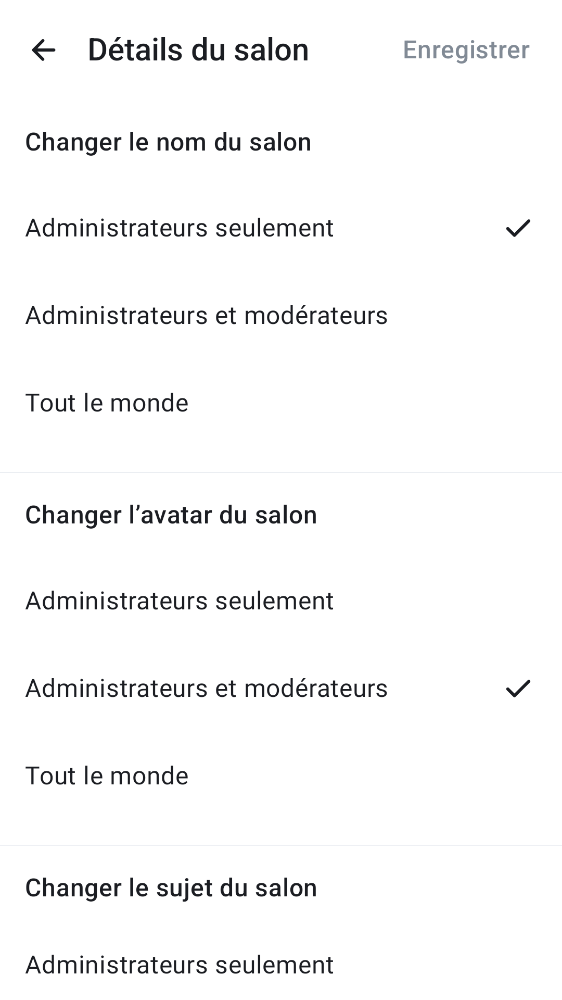 Détails du salon
Enregistrer
Changer le nom du salon
Administrateurs seulement
Administrateurs et modérateurs
Tout le monde
Changer l’avatar du salon
Administrateurs seulement
Administrateurs et modérateurs
Tout le monde
Changer le sujet du salon
Administrateurs seulement